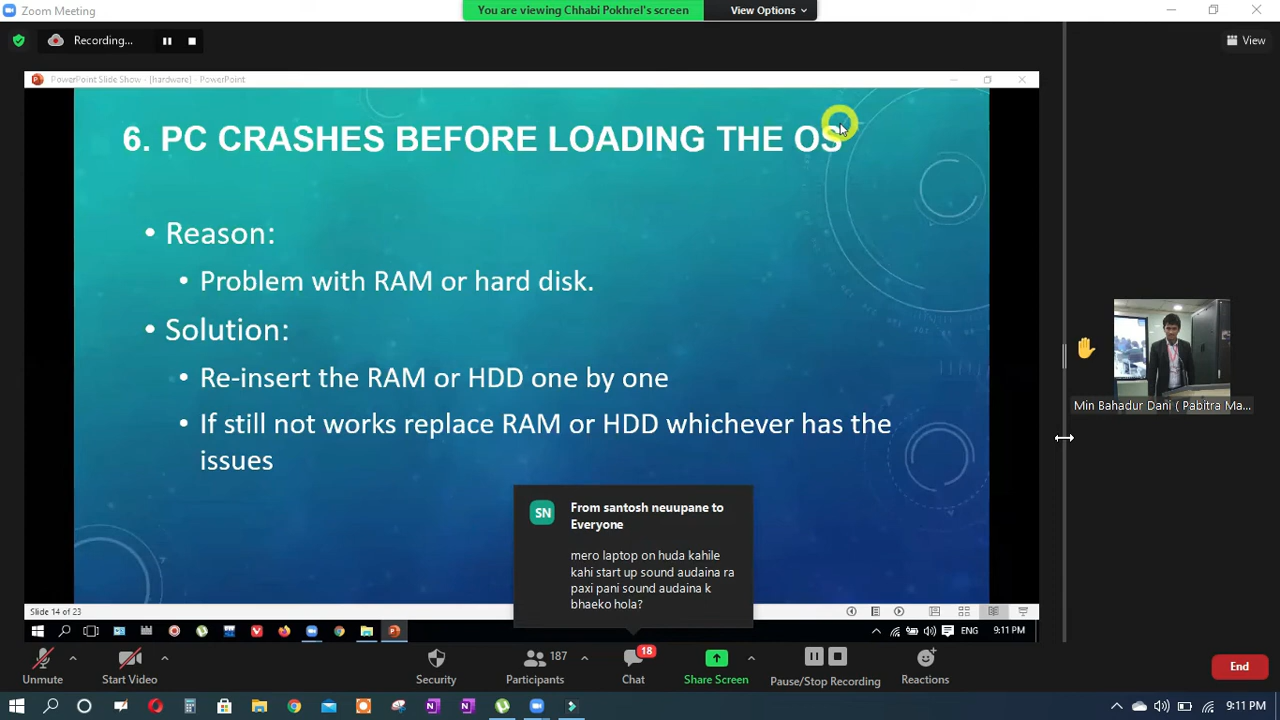 Zoom Meeting
You are viewing Chhabi Pokhrel's screen
View Options
Recording...
View
PowerPoint Slide Show - [hardware] - PowerPoint
6. PC CRASHES BEFORE LOADING THE OS
• Reason:
• Problem with RAM or hard disk.
• Solution:
• Re-insert the RAM or HDD one by one
• If still not works replace RAM or HDD whichever has the
issues
Min Bahadur Dani ( Pabitra Ma...
SN
From santosh neuupane to
Everyone
mero laptop on huda kahile
kahi start up sound audaina ra
paxi pani sound audaina k
bhaeko hola?
Slide 14 of 23
ENG
9:11 PM
Unmute
Start Video
Security
Participants
187
Chat
18
Share Screen
Pause/Stop Recording
Reactions
End
9:11 PM